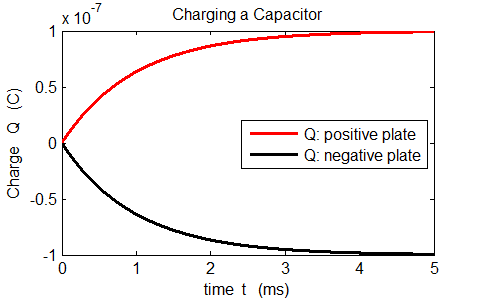 x 10^-7
Charging a Capacitor
1
0.5
0
-0.5
-1
Charge Q (C)
Q: positive plate
Q: negative plate
0 1 2 3 4 5
time t (ms)